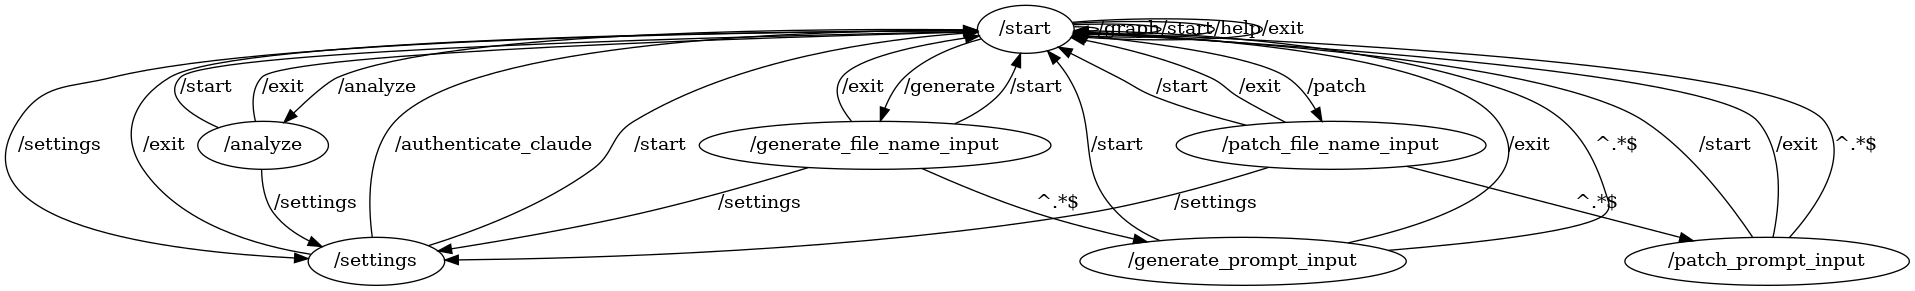 /start
/graph
/start
/help
/exit
/start
/exit
/analyze
/exit
/generate
/start
/start
/exit
/patch
/settings
/exit
/analyze
/authenticate_claude
/start
/generate_file_name_input
/start
/patch_file_name_input
/exit
^.*$
/start
/exit
^.*$
/settings
/settings
^.*$
/settings
^.*$
/settings
/generate_prompt_input
/patch_prompt_input